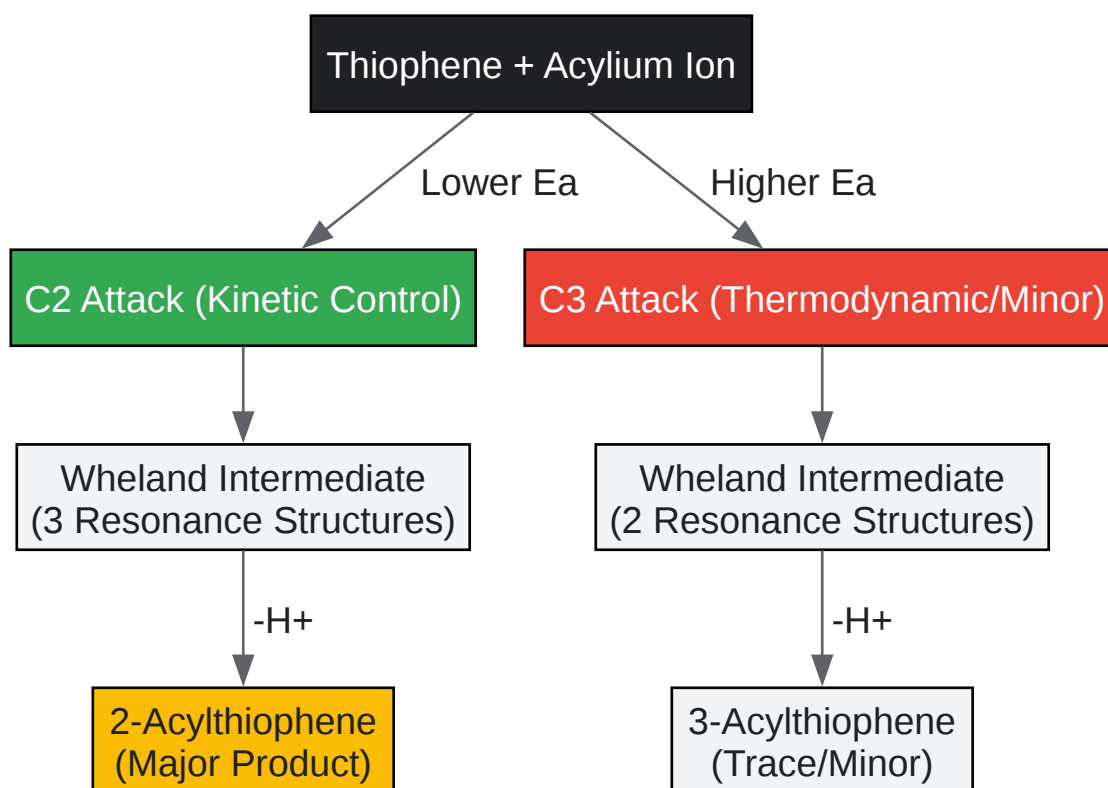 Thiophene + Acylium Ion
Lower Ea
Higher Ea
C2 Attack (Kinetic Control)
C3 Attack (Thermodynamic/Minor)
Wheland Intermediate
(3 Resonance Structures)
Wheland Intermediate
(2 Resonance Structures)
-H+
-H+
2-Acylthiophene
(Major Product)
3-Acylthiophene
(Trace/Minor)